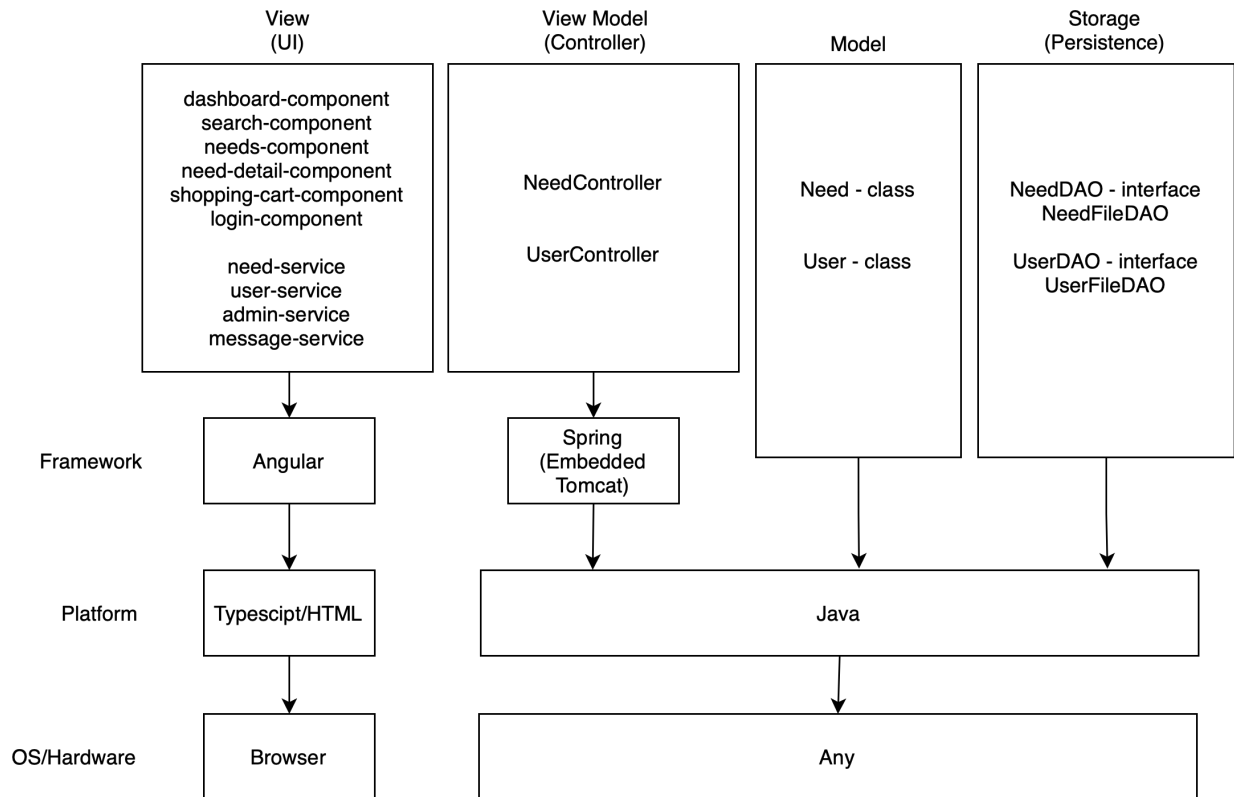 View
(UI)
View Model
(Controller)
Model
Storage
(Persistence)
dashboard-component
search-component
needs-component
need-detail-component
shopping-cart-component
login-component
need-service
user-service
admin-service
message-service
NeedController
UserController
Need - class
User - class
NeedDAO - interface
NeedFileDAO
UserDAO - interface
UserFileDAO
Framework
Angular
Spring
(Embedded
Tomcat)
Platform
Typescipt/HTML
Java
OS/Hardware
Browser
Any